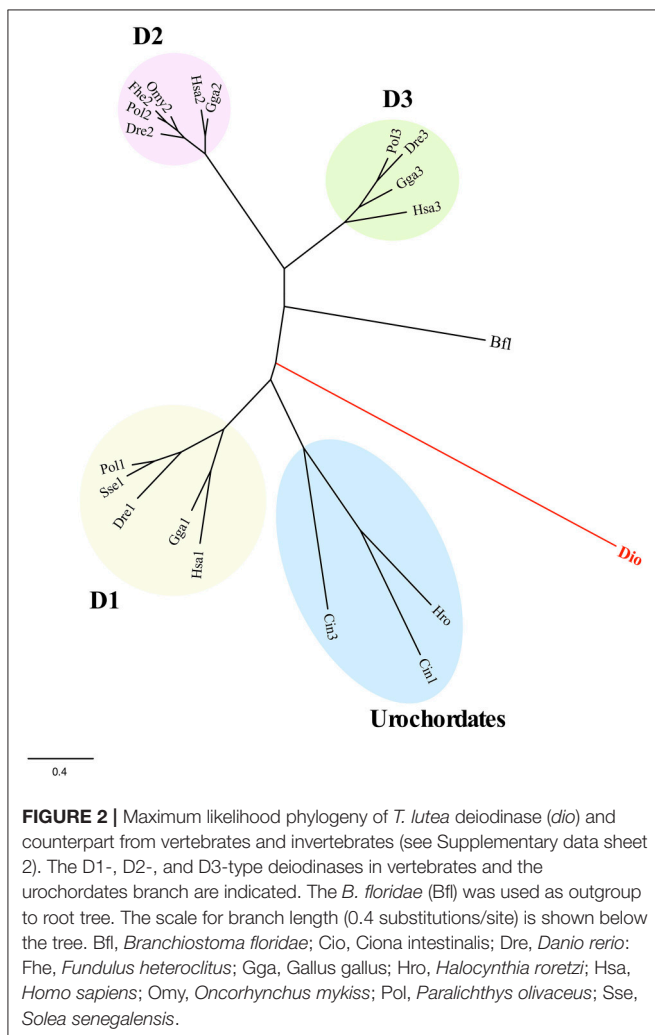 D2
Fhe2
Omy2
Pol2
Dre2
Hsa2
Gga2
D3
Pol3
Dre3
Gga3
Hsa3
Bfl
Pol1
Sse1
Dre1
Gga1
Hsa1
D1
Cin3
Hro
Cin1
Urochordates
Dio
0.4
FIGURE 2 | Maximum likelihood phylogeny of T. lutea deiodinase (dio) and
counterpart from vertebrates and invertebrates (see Supplementary data sheet
2). The D1-, D2-, and D3-type deiodinases in vertebrates and the
urochordates branch are indicated. The B. floridae (Bfl) was used as outgroup
to root tree. The scale for branch length (0.4 substitutions/site) is shown below
the tree. Bfl, Branchiostoma floridae; Cio, Ciona intestinalis; Dre, Danio rerio:
Fhe, Fundulus heteroclitus; Gga, Gallus gallus; Hro, Halocynthia roretzi; Hsa,
Homo sapiens; Omy, Oncorhynchus mykiss; Pol, Paralichthys olivaceus; Sse,
Solea senegalensis.